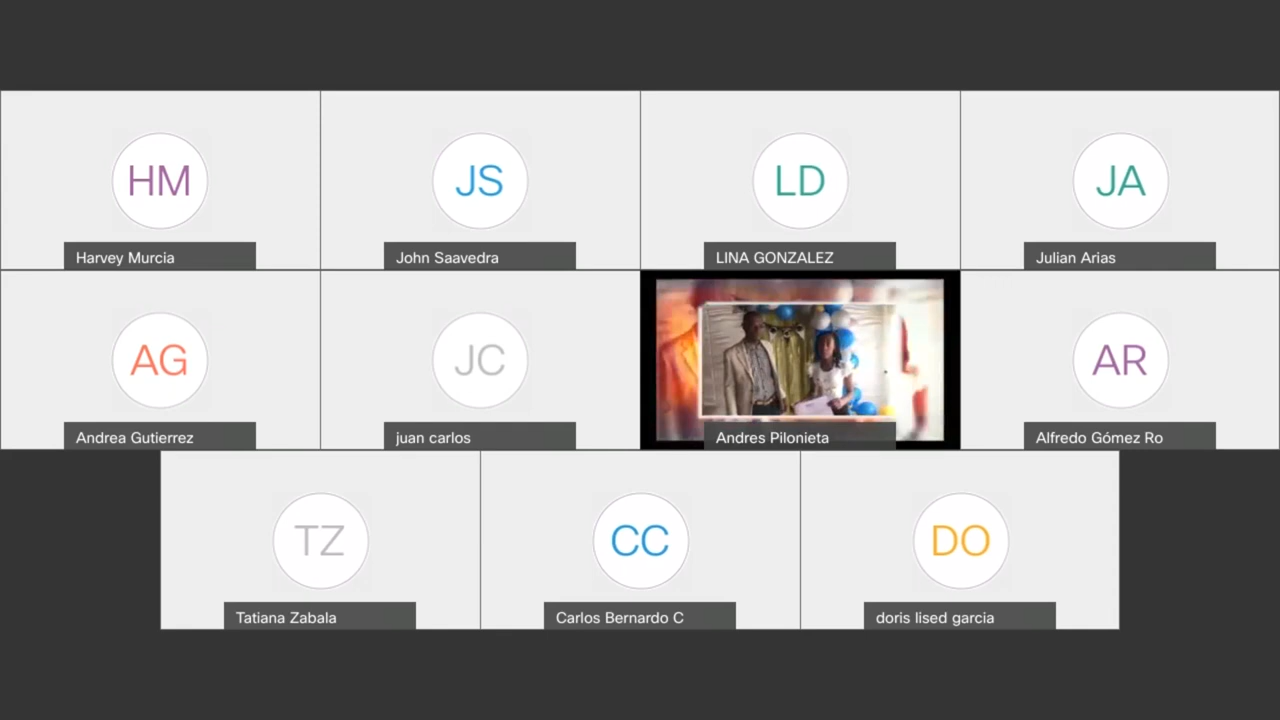 HM
JS
LD
JA
Harvey Murcia
John Saavedra
LINA GONZALEZ
Julian Arias
AG
JC
AR
Andrea Gutierrez
juan carlos
Andres Pilonieta
Alfredo Gómez Ro
TZ
CC
DO
Tatiana Zabala
Carlos Bernardo C
doris lised garcia